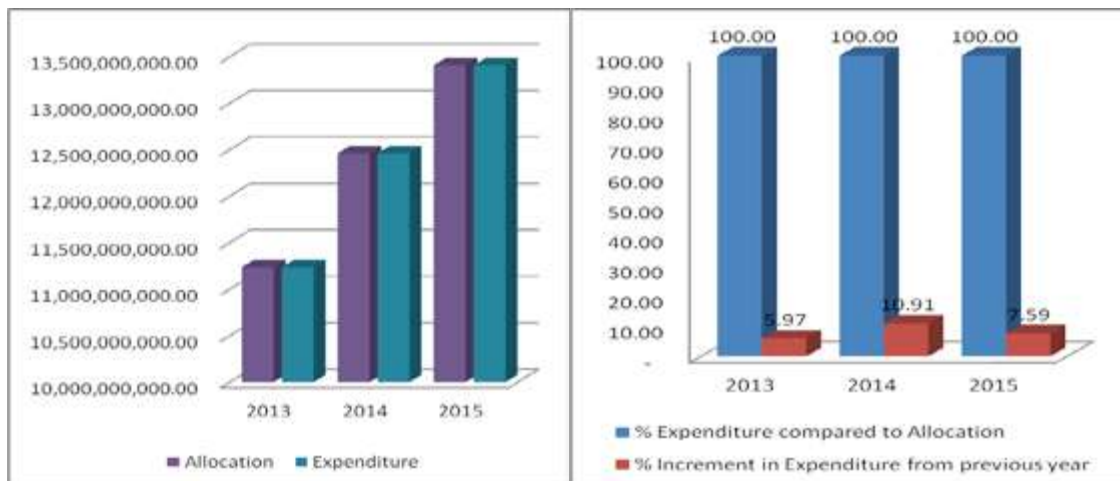 13,500,000,000.00
13,000,000,000.00
12,500,000,000.00
12,000,000,000.00
11,500,000,000.00
11,000,000,000.00
10,500,000,000.00
10,000,000,000.00
2013 2014 2015
Allocation Expenditure
100.00 100.00 100.00
100.00
90.00
80.00
70.00
60.00
50.00
40.00
30.00
20.00
10.00
-
5.97 10.91 7.59
2013 2014 2015
% Expenditure compared to Allocation
% Increment in Expenditure from previous year